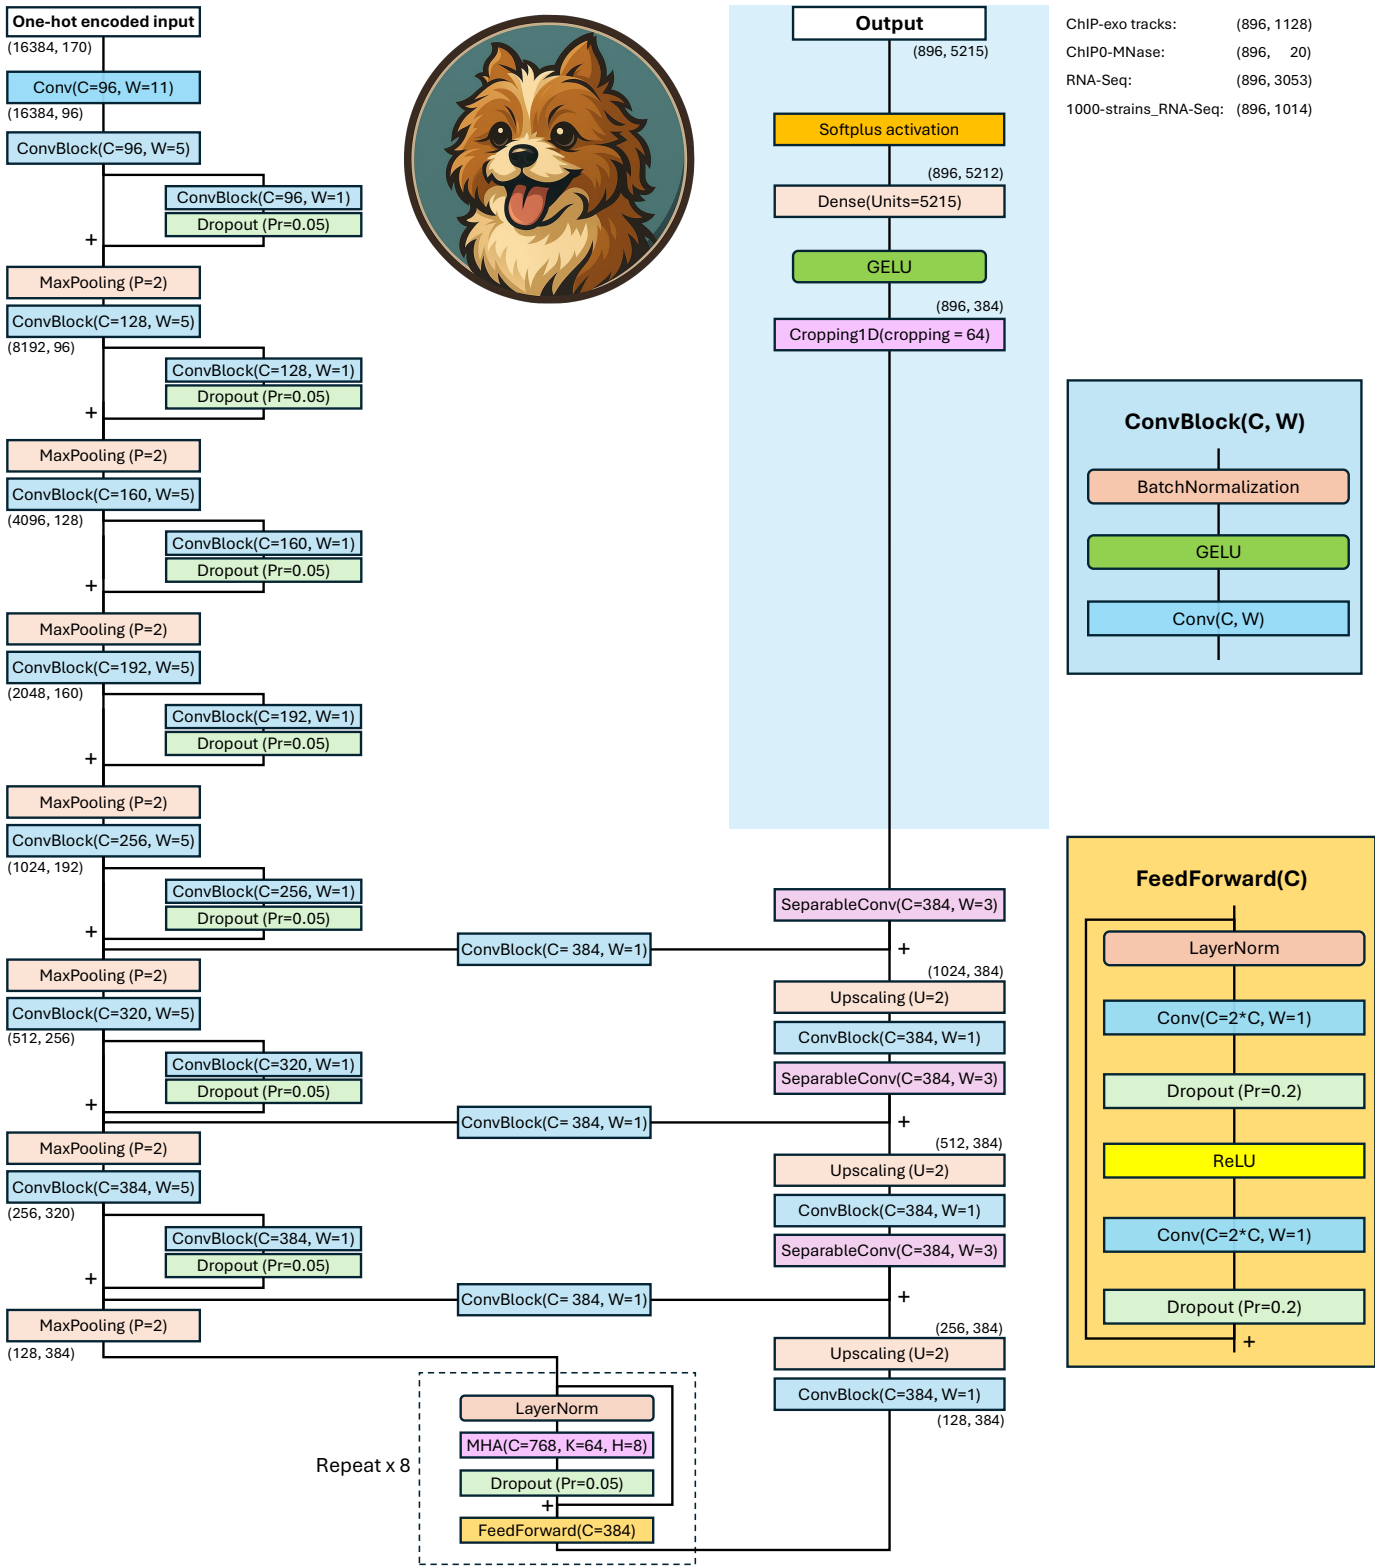 One-hot encoded input
(16384, 170)
Conv(C=96, W=11)
(16384, 96)
ConvBlock(C=96, W=5)
ConvBlock(C=96, W=1)
Dropout (Pr=0.05)
+
MaxPooling (P=2)
ConvBlock(C=128, W=5)
(8192, 96)
ConvBlock(C=128, W=1)
Dropout (Pr=0.05)
+
MaxPooling (P=2)
ConvBlock(C=160, W=5)
(4096, 128)
ConvBlock(C=160, W=1)
Dropout (Pr=0.05)
+
MaxPooling (P=2)
ConvBlock(C=192, W=5)
(2048, 160)
ConvBlock(C=192, W=1)
Dropout (Pr=0.05)
+
MaxPooling (P=2)
ConvBlock(C=256, W=5)
(1024, 192)
ConvBlock(C=256, W=1)
Dropout (Pr=0.05)
+
ConvBlock(C= 384, W=1)
MaxPooling (P=2)
ConvBlock(C=320, W=5)
(512, 256)
ConvBlock(C=320, W=1)
Dropout (Pr=0.05)
+
ConvBlock(C= 384, W=1)
MaxPooling (P=2)
ConvBlock(C=384, W=5)
(256, 320)
ConvBlock(C=384, W=1)
Dropout (Pr=0.05)
+
ConvBlock(C= 384, W=1)
MaxPooling (P=2)
(128, 384)
Repeat x 8
LayerNorm
MHA(C=768, K=64, H=8)
Dropout (Pr=0.05)
+
FeedForward(C=384)
Output
(896, 5215)
Softplus activation
(896, 5212)
Dense(Units=5215)
GELU
(896, 384)
Cropping1D(cropping = 64)
SeparableConv(C=384, W=3)
+
(1024, 384)
Upscaling (U=2)
ConvBlock(C=384, W=1)
SeparableConv(C=384, W=3)
+
(512, 384)
Upscaling (U=2)
ConvBlock(C=384, W=1)
SeparableConv(C=384, W=3)
+
(256, 384)
Upscaling (U=2)
ConvBlock(C=384, W=1)
(128, 384)
ChIP-exo tracks: (896, 1128)
ChIP0-MNase: (896, 20)
RNA-Seq: (896, 3053)
1000-strains_RNA-Seq: (896, 1014)
ConvBlock(C, W)
BatchNormalization
GELU
Conv(C, W)
FeedForward(C)
LayerNorm
Conv(C=2*C, W=1)
Dropout (Pr=0.2)
ReLU
Conv(C=2*C, W=1)
Dropout (Pr=0.2)
+